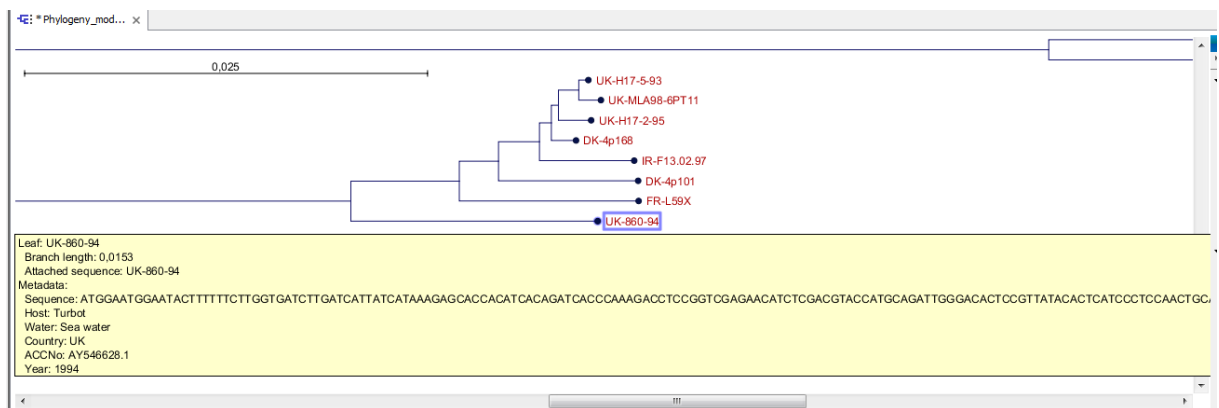 * Phylogeny_mod... ×
0,025
UK-H17-5-93
UK-MLA98-6PT11
UK-H17-2-95
DK-4p168
IR-F13.02.97
DK-4p101
FR-L59X
UK-860-94
Leaf: UK-860-94
Branch length: 0,0153
Attached sequence: UK-860-94
Metadata:
Sequence: ATGGAATGGAATACTTTTTTCTTGGTGATCTTGATCATTATCATAAAGAGCACCACATCACAGATCACCCAAAGACCTCCGGTCGAGAACATCTCGACGTACCATGCAGATTGGGACACTCCGTTATACACTCATCCCTCCAACTGCA
Host: Turbot
Water: Sea water
Country: UK
ACCNo: AY546628.1
Year: 1994